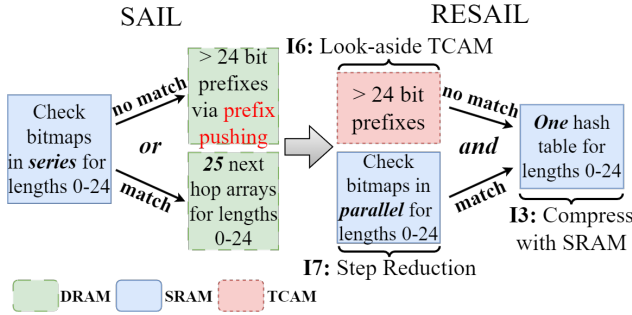 SAIL
Check
bitmaps
in series for
lengths 0-24
no match
or
match
> 24 bit
prefixes
via prefix
pushing
25 next
hop arrays
for lengths
0-24
RESAIL
I6: Look-aside TCAM
> 24 bit
prefixes
Check
bitmaps in
parallel for
lengths 0-24
I7: Step Reduction
no match
and
match
One hash
table for
lengths 0-24
I3: Compress
with SRAM
DRAM
SRAM
TCAM